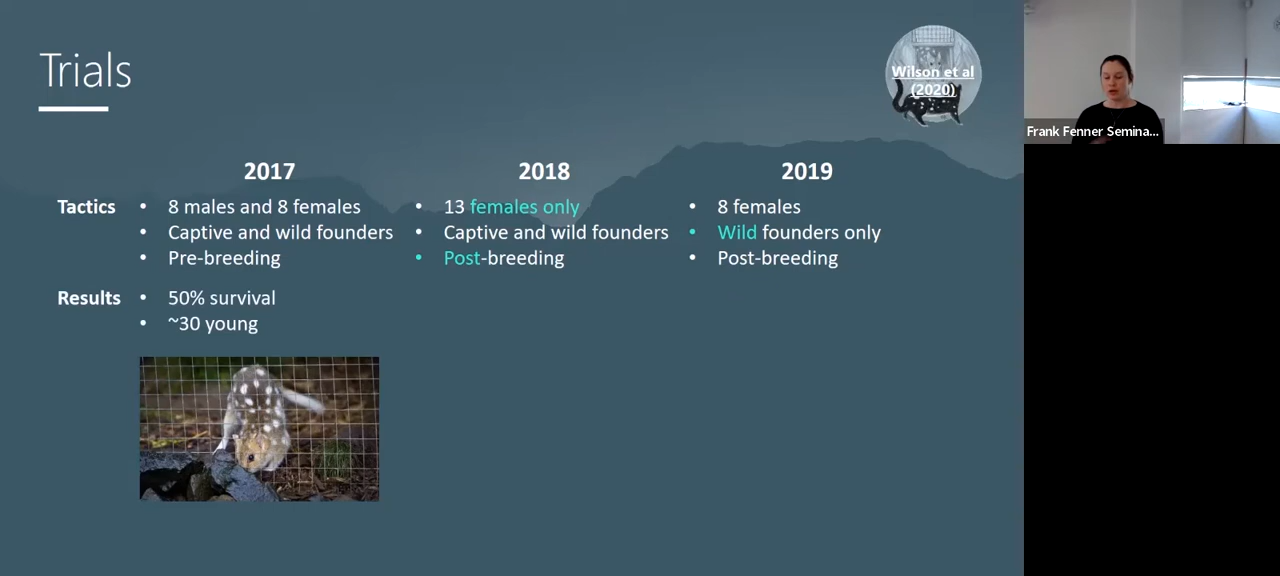 Trials
Wilson et al
(2020)
Frank Fenner Semina...
2017
2018
2019
Tactics
• 8 males and 8 females
• Captive and wild founders
• Pre-breeding
• 13 females only
• Captive and wild founders
• Post-breeding
• 8 females
• Wild founders only
• Post-breeding
Results
• 50% survival
• ~30 young